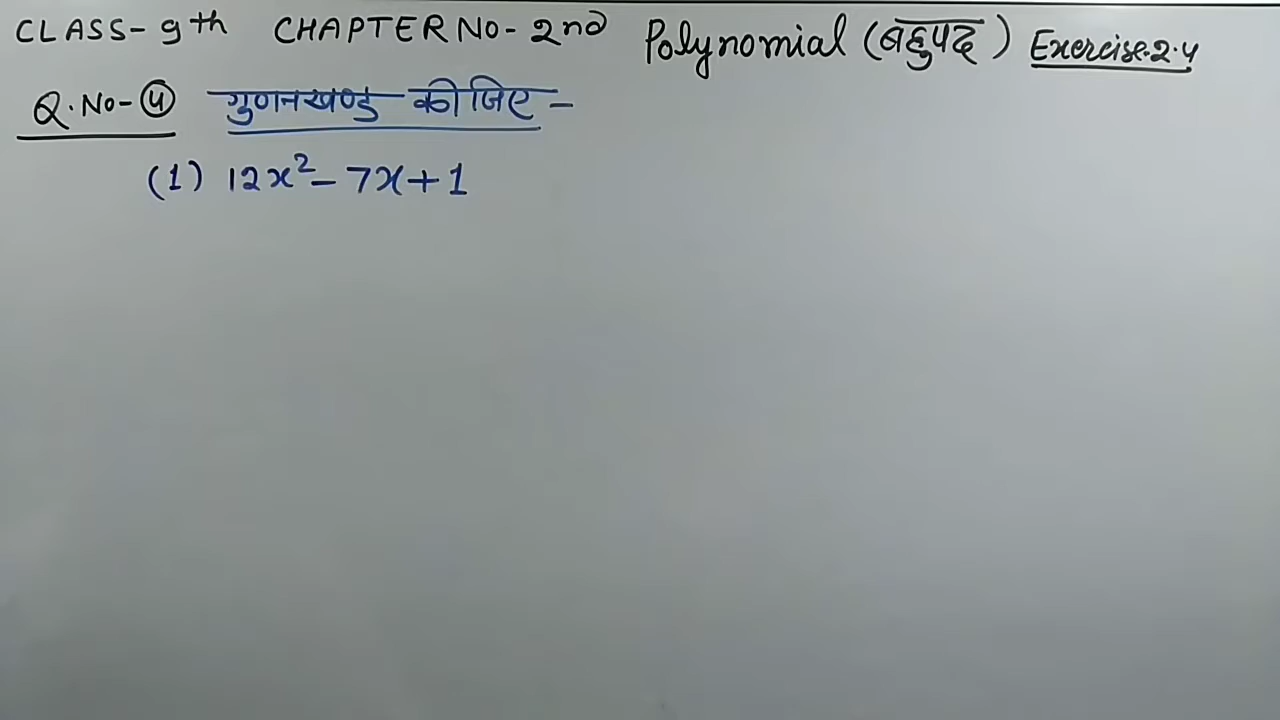 CLASS- 9th CHAPTER NO- 2nd Polynomial (बहुपद) Exercise.2.4
Q.No-④ गुणनखण्ड कीजिए -
(1) 12x² - 7x + 1